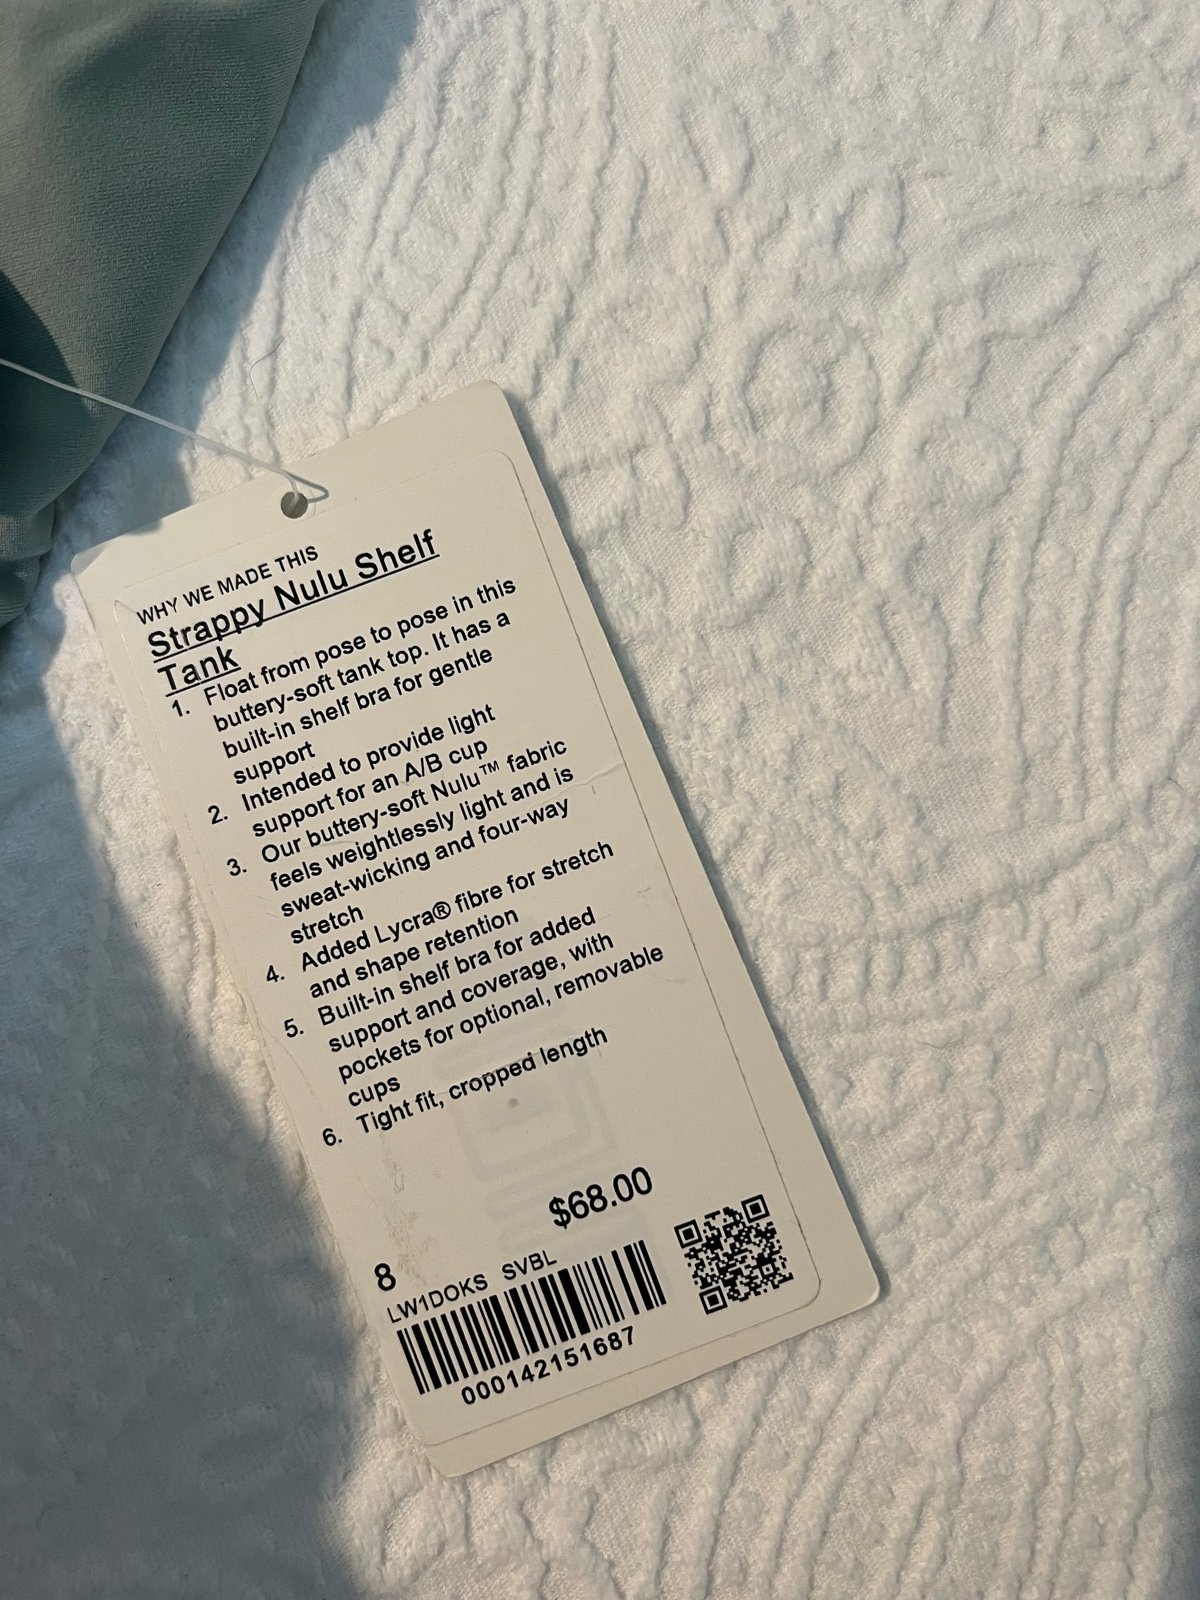 WHY WE MADE THIS
Strappy Nulu Shelf
Tank
1. Float from pose to pose in this
buttery-soft tank top. It has a
built-in shelf bra for gentle
support
2. Intended to provide light
support for an A/B cup
3. Our buttery-soft Nulu™ fabric
feels weightlessly light and is
sweat-wicking and four-way
stretch
4. Added Lycra® fibre for stretch
and shape retention
5. Built-in shelf bra for added
support and coverage, with
pockets for optional, removable
cups
6. Tight fit, cropped length
$68.00
8
LW1DOKS SVBL
000142151687